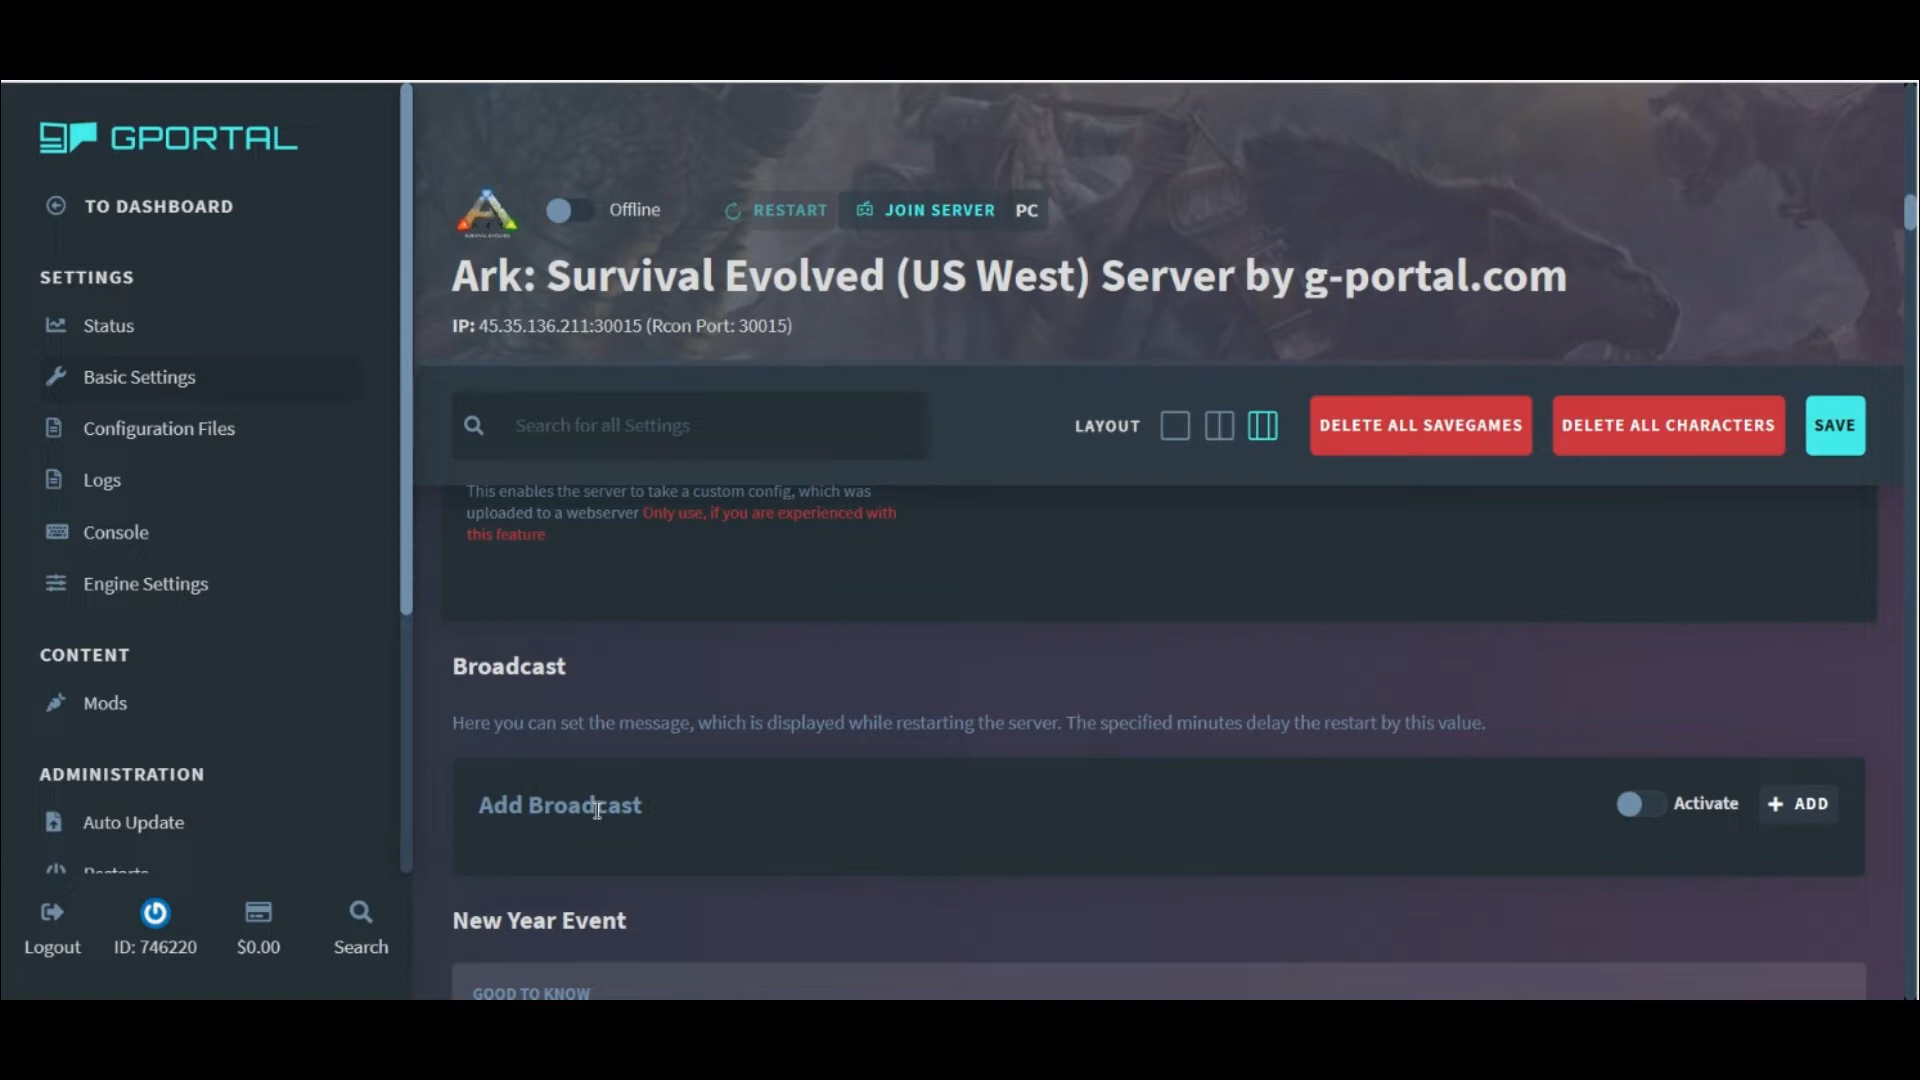 GPORTAL
TO DASHBOARD
SETTINGS
Status
Basic Settings
Configuration Files
Logs
Console
Engine Settings
CONTENT
Mods
ADMINISTRATION
Auto Update
Restarts
Logout
ID: 746220
$0.00
Search
Offline
RESTART
JOIN SERVER
PC
Ark: Survival Evolved (US West) Server by g-portal.com
IP: 45.35.136.211:30015 (Rcon Port: 30015)
Search for all Settings
LAYOUT
DELETE ALL SAVEGAMES
DELETE ALL CHARACTERS
SAVE
This enables the server to take a custom config, which was
uploaded to a webserver Only use, if you are experienced with
this feature
Broadcast
Here you can set the message, which is displayed while restarting the server. The specified minutes delay the restart by this value.
Add Broadcast
Activate
+ ADD
New Year Event
GOOD TO KNOW